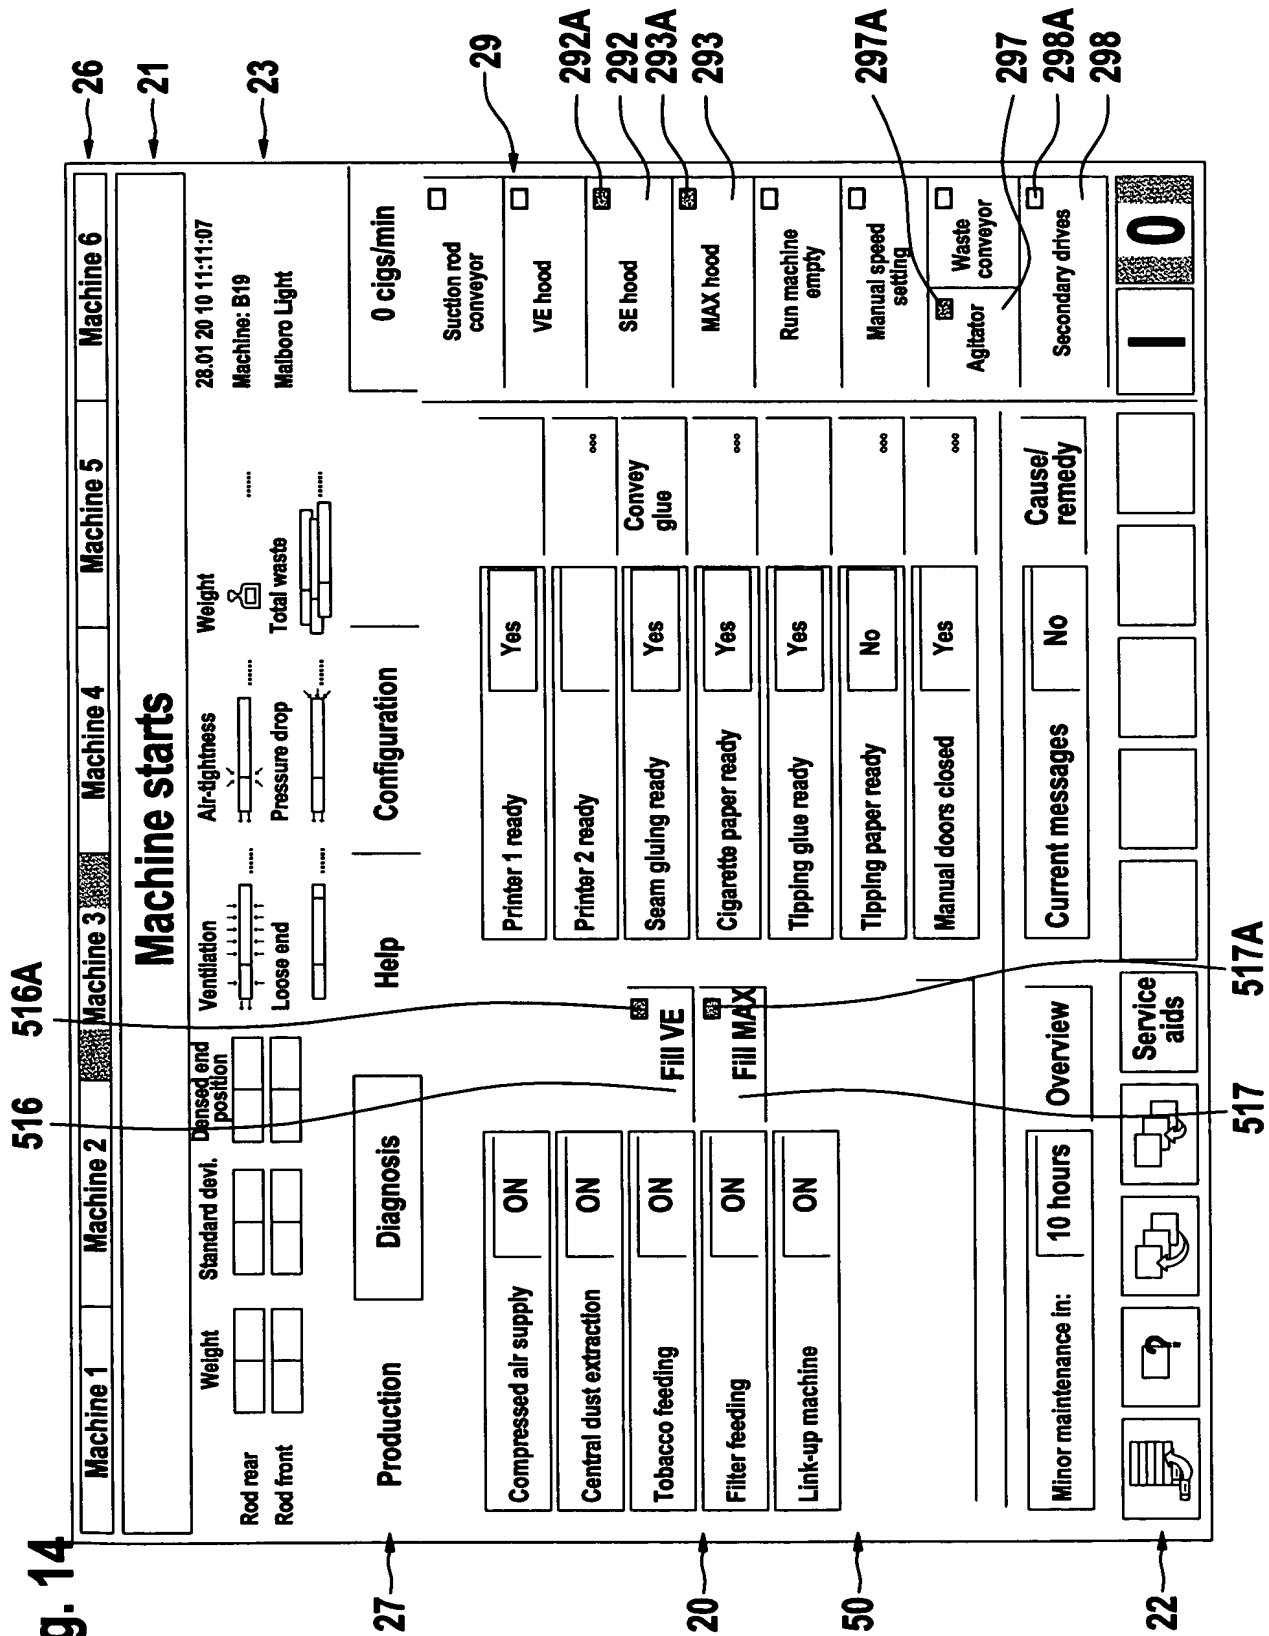 g. 14
516 516A
26
21
23
29
292A
292
293A
293
297A
297
298A
298
27
20
50
22
517 517A
Machine 1 Machine 2 Machine 3 Machine 4 Machine 5 Machine 6
Machine starts
Weight Standard devi. Densed end position Ventilation Air-tightness Weight 28.01 20 10 11:11:07
Rod rear Machine: B19
Loose end Pressure drop Total waste
Rod front Malboro Light
Production Diagnosis Help Configuration 0 cigs/min
Compressed air supply ON
Central dust extraction ON
Tobacco feeding ON Fill VE
Filter feeding ON Fill MAX
Link-up machine ON
Printer 1 ready Yes
Printer 2 ready ...
Seam gluing ready Yes Convey glue
Cigarette paper ready Yes ...
Tipping glue ready Yes
Tipping paper ready No ...
Manual doors closed Yes ...
Suction rod conveyor
VE hood
SE hood
MAX hood
Run machine empty
Manual speed setting
Agitator Waste conveyor
Secondary drives
Minor maintenance in: 10 hours Overview Current messages No Cause/ remedy
? Service aids I 0